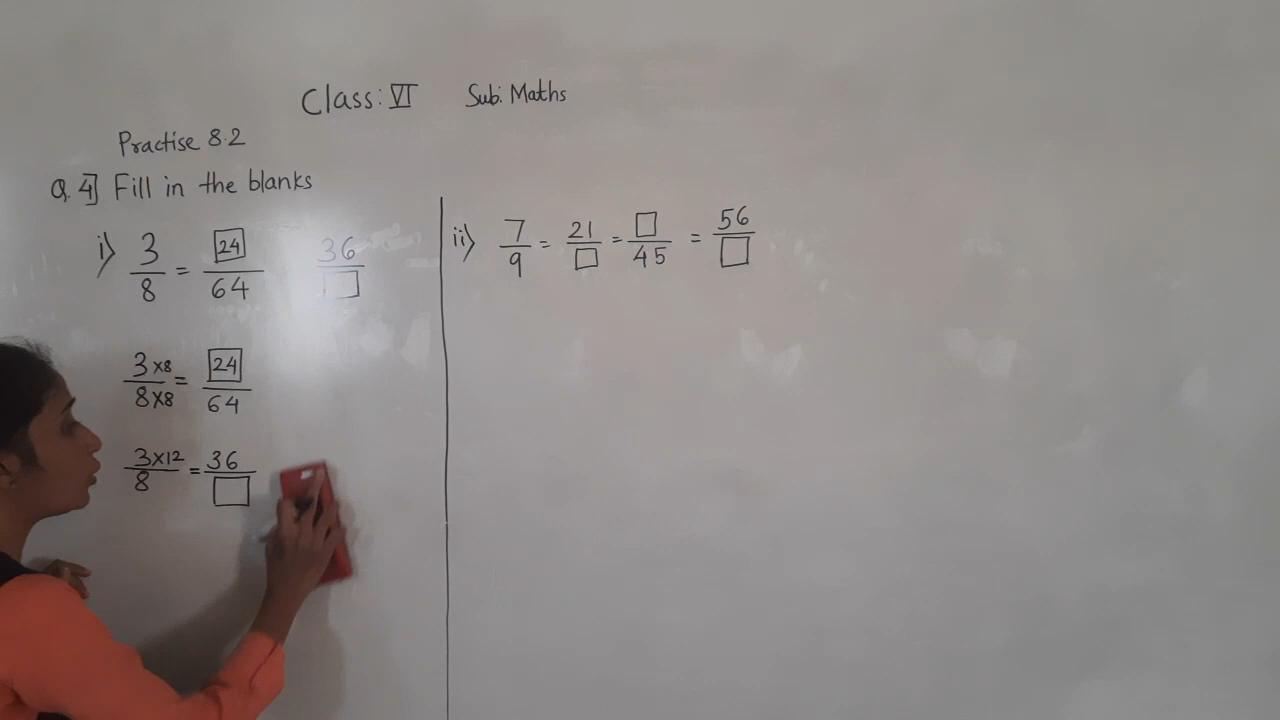 Class: VI Sub: Maths
Practise 8.2
Q. 4] Fill in the blanks
i) 3/8 = [24]/64 36/□
3×8/8×8 = [24]/64
3×12/8 = 36/□
ii) 7/9 = 21/□ = □/45 = 56/□